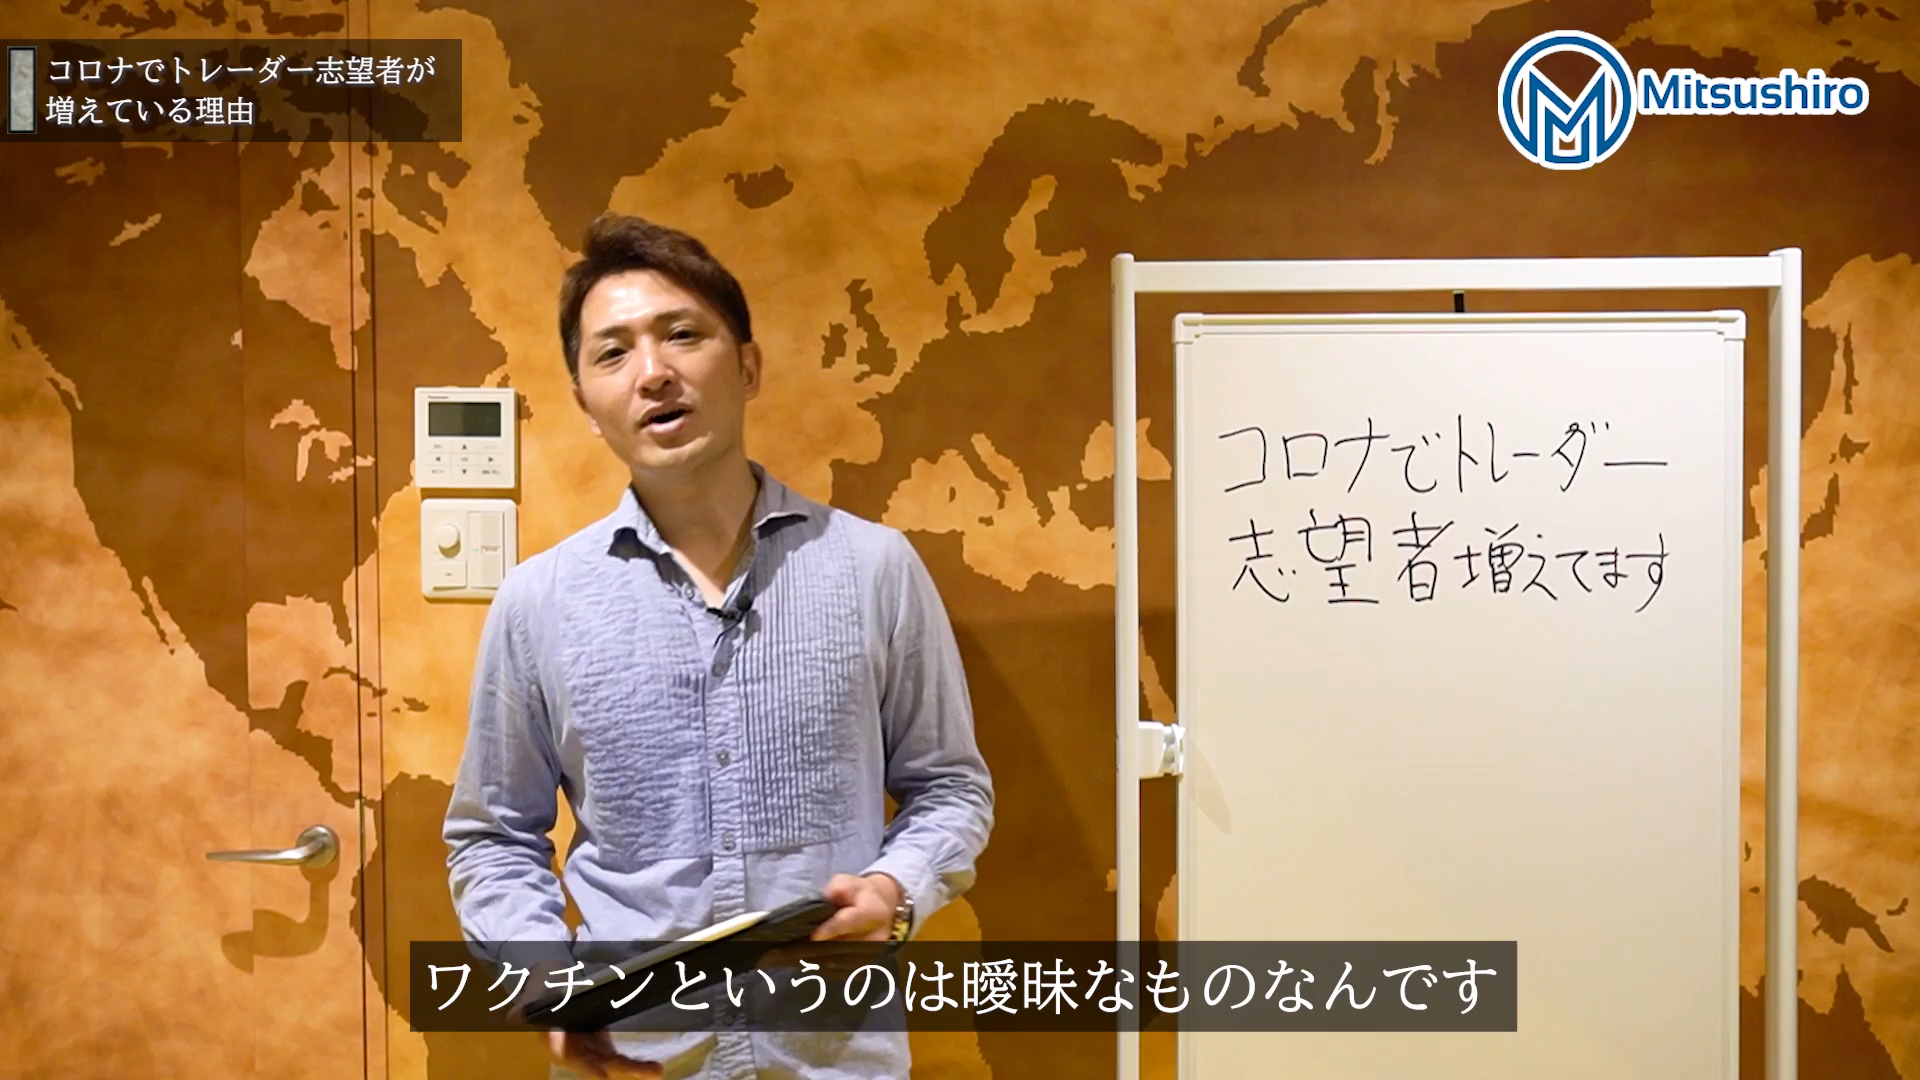 コロナでトレーダー志望者が
増えている理由
Mitsushiro
コロナでトレーダー
志望者増えてます
ワクチンというのは曖昧なものなんです